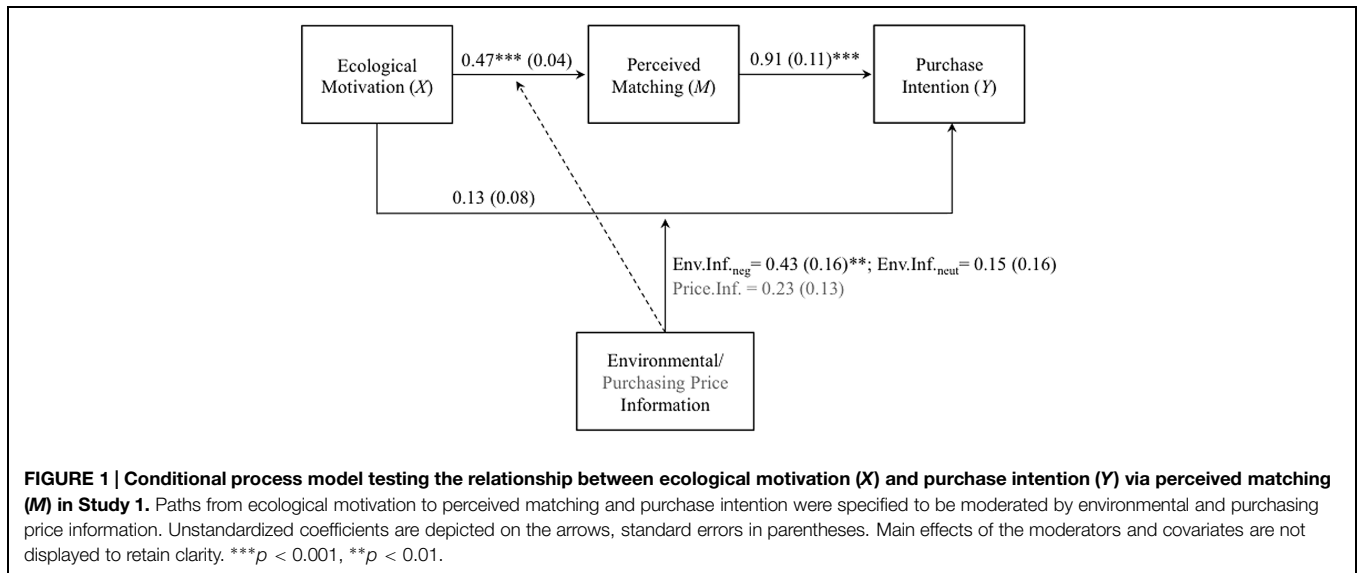 Ecological
Motivation (X)
0.47*** (0.04)
Perceived
Matching (M)
0.91 (0.11)***
Purchase
Intention (Y)
0.13 (0.08)
Env.Inf.neg= 0.43 (0.16)**; Env.Inf.neut= 0.15 (0.16)
Price.Inf. = 0.23 (0.13)
Environmental/
Purchasing Price
Information
FIGURE 1 | Conditional process model testing the relationship between ecological motivation (X) and purchase intention (Y) via perceived matching
(M) in Study 1. Paths from ecological motivation to perceived matching and purchase intention were specified to be moderated by environmental and purchasing
price information. Unstandardized coefficients are depicted on the arrows, standard errors in parentheses. Main effects of the moderators and covariates are not
displayed to retain clarity. ***p < 0.001, **p < 0.01.